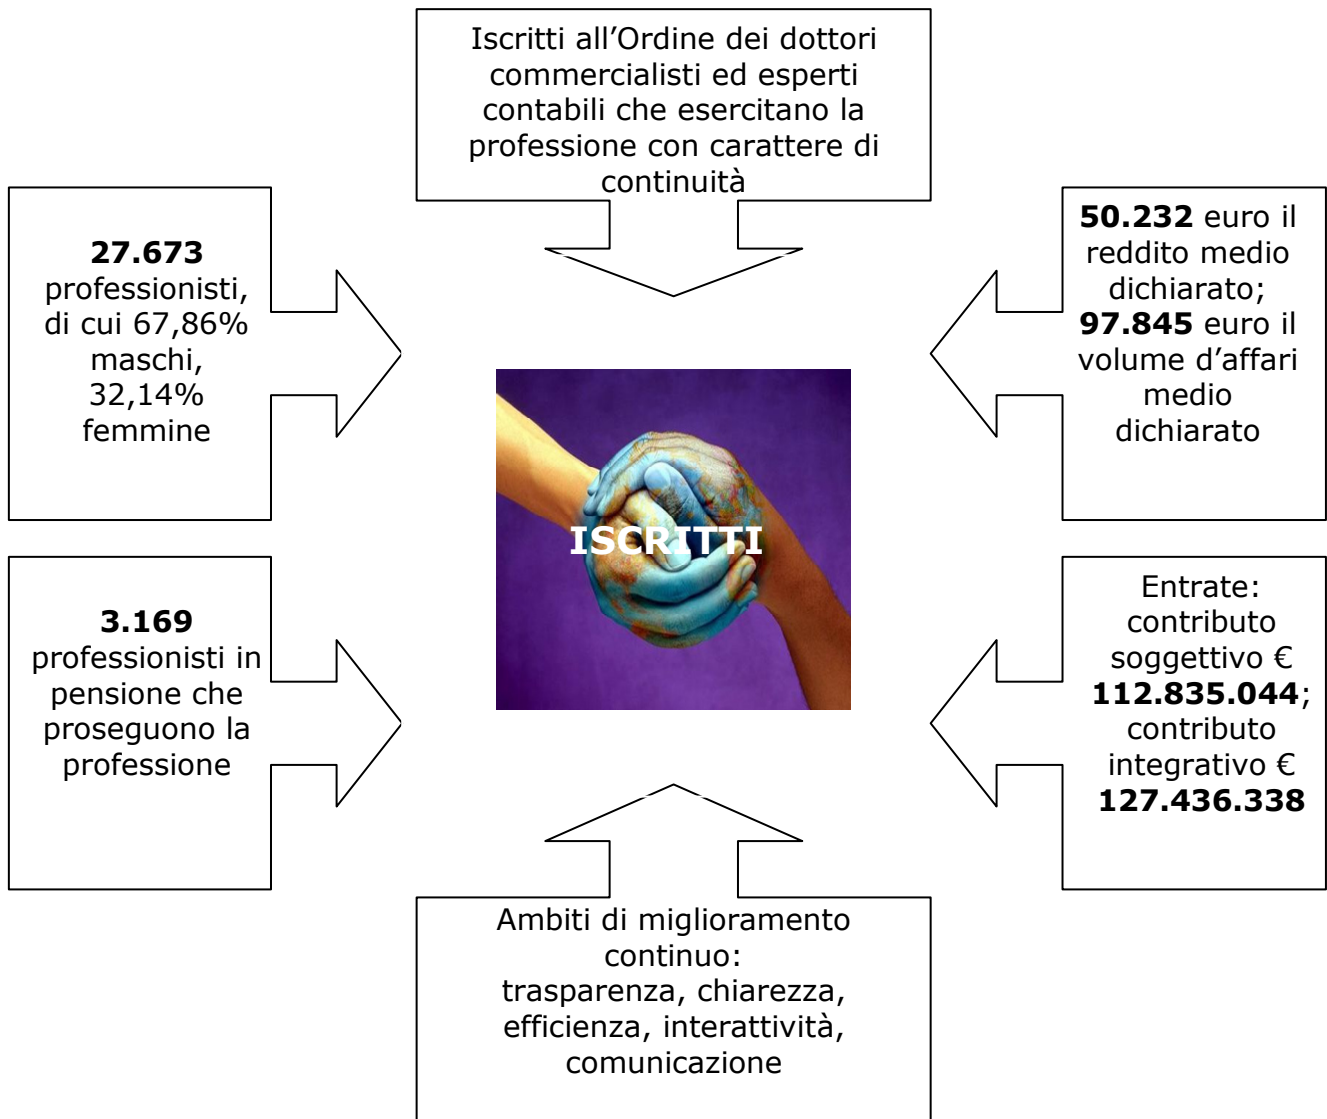 Iscritti all’Ordine dei dottori
commercialisti ed esperti
contabili che esercitano la
professione con carattere di
continuità
27.673
professionisti,
di cui 67,86%
maschi,
32,14%
femmine
50.232 euro il
reddito medio
dichiarato;
97.845 euro il
volume d’affari
medio
dichiarato
ISCRITTI
3.169
professionisti in
pensione che
proseguono la
professione
Entrate:
contributo
soggettivo €
112.835.044;
contributo
integrativo €
127.436.338
Ambiti di miglioramento
continuo:
trasparenza, chiarezza,
efficienza, interattività,
comunicazione